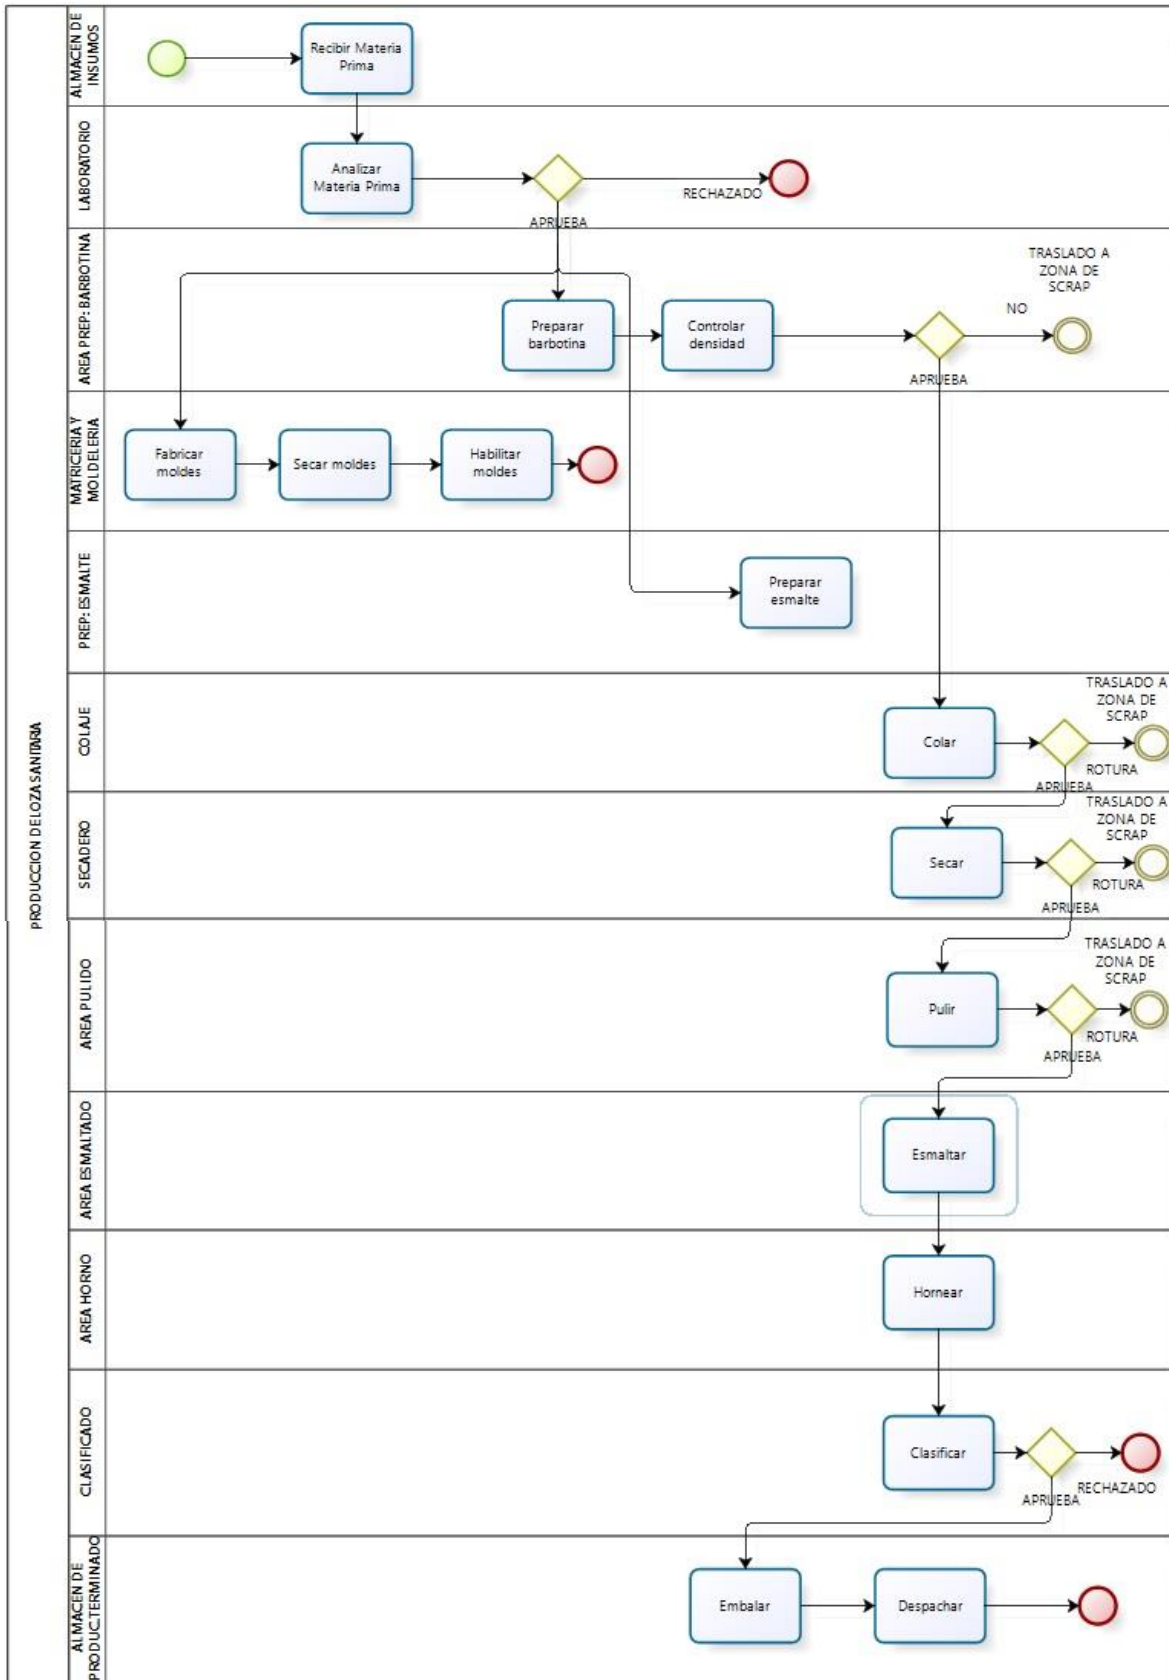 PRODUCCION DE LOZA SANITARIA
ALMACEN DE
INSUMOS
Recibir Materia
Prima
LABORATORIO
Analizar
Materia Prima
RECHAZADO
APRUEBA
AREA PREP: BARBOTINA
TRASLADO A
ZONA DE
SCRAP
NO
Preparar
barbotina
Controlar
densidad
APRUEBA
MATRICERIA Y
MOLDELERIA
Fabricar
moldes
Secar moldes
Habilitar
moldes
PREP: ESMALTE
Preparar
esmalte
COLAJE
TRASLADO A
ZONA DE
SCRAP
Colar
ROTURA
APRUEBA
SECADERO
TRASLADO A
ZONA DE
SCRAP
Secar
ROTURA
APRUEBA
AREA PULIDO
TRASLADO A
ZONA DE
SCRAP
Pulir
ROTURA
APRUEBA
AREA ESMALTADO
Esmaltar
AREA HORNO
Hornear
CLASIFICADO
Clasificar
RECHAZADO
APRUEBA
ALMACEN DE
PRODUC.TERMINADO
Embalar
Despachar